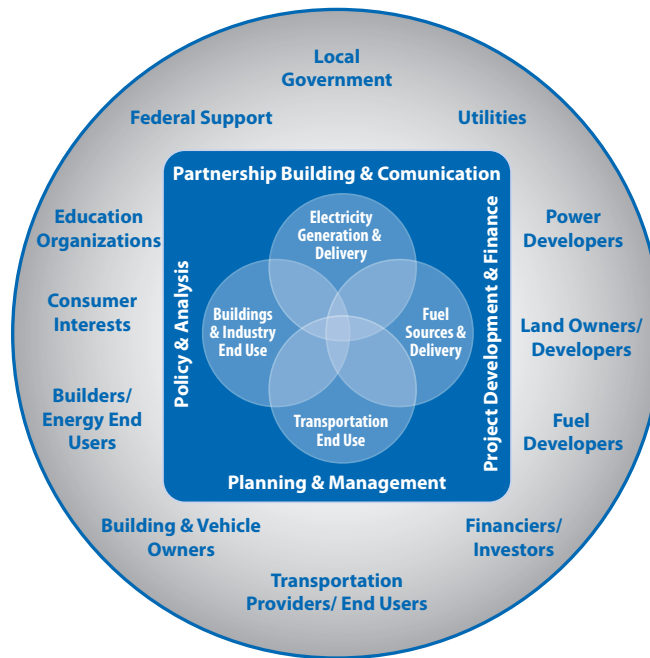 Local
Government
Federal Support
Utilities
Partnership Building & Comunication
Education
Organizations
Consumer
Interests
Builders/
Energy End
Users
Policy & Analysis
Electricity
Generation &
Delivery
Buildings
& Industry
End Use
Fuel
Sources &
Delivery
Transportation
End Use
Project Development & Finance
Power
Developers
Land Owners/
Developers
Fuel
Developers
Planning & Management
Building & Vehicle
Owners
Financiers/
Investors
Transportation
Providers/ End Users